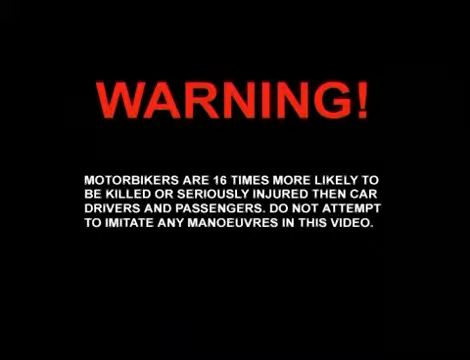 WARNING!
MOTORBIKERS ARE 16 TIMES MORE LIKELY TO
BE KILLED OR SERIOUSLY INJURED THEN CAR
DRIVERS AND PASSENGERS. DO NOT ATTEMPT
TO IMITATE ANY MANOEUVRES IN THIS VIDEO.